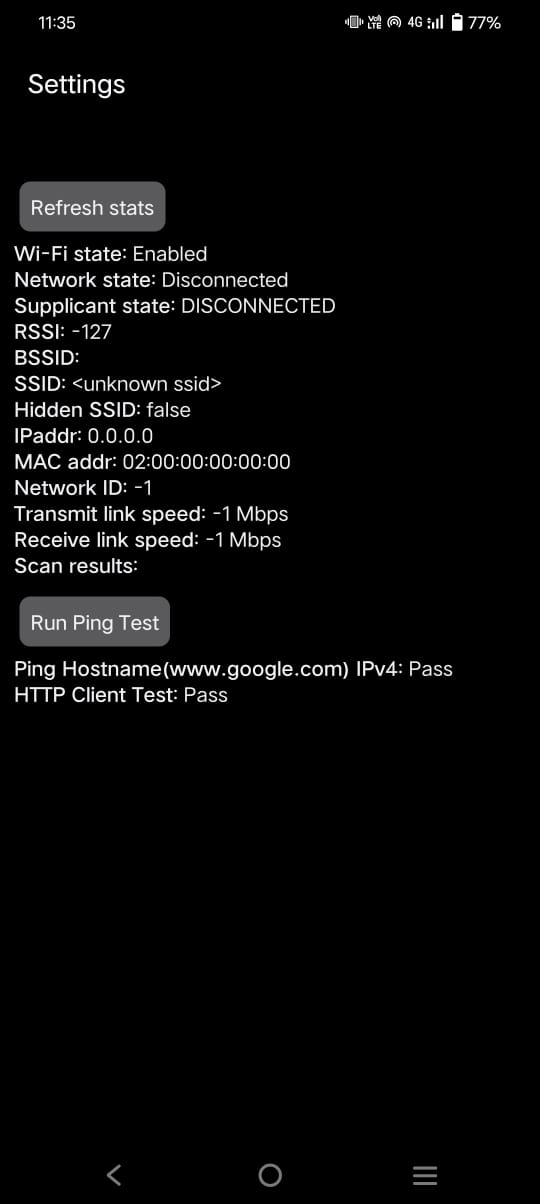 11:35 VoD LTE 4G 77%
Settings
Refresh stats
Wi-Fi state: Enabled
Network state: Disconnected
Supplicant state: DISCONNECTED
RSSI: -127
BSSID:
SSID: <unknown ssid>
Hidden SSID: false
IPaddr: 0.0.0.0
MAC addr: 02:00:00:00:00:00
Network ID: -1
Transmit link speed: -1 Mbps
Receive link speed: -1 Mbps
Scan results:
Run Ping Test
Ping Hostname(www.google.com) IPv4: Pass
HTTP Client Test: Pass